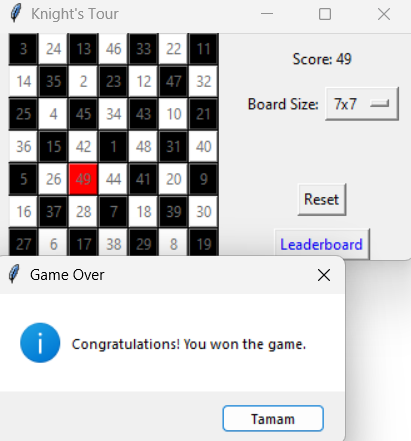 Knight's Tour
3 24 13 46 33 22 11
14 35 2 23 12 47 32
25 4 45 34 43 10 21
36 15 42 1 48 31 40
5 26 49 44 41 20 9
16 37 28 7 18 39 30
27 6 17 38 29 8 19
Score: 49
Board Size: 7x7
Reset
Leaderboard
Game Over
Congratulations! You won the game.
Tamam